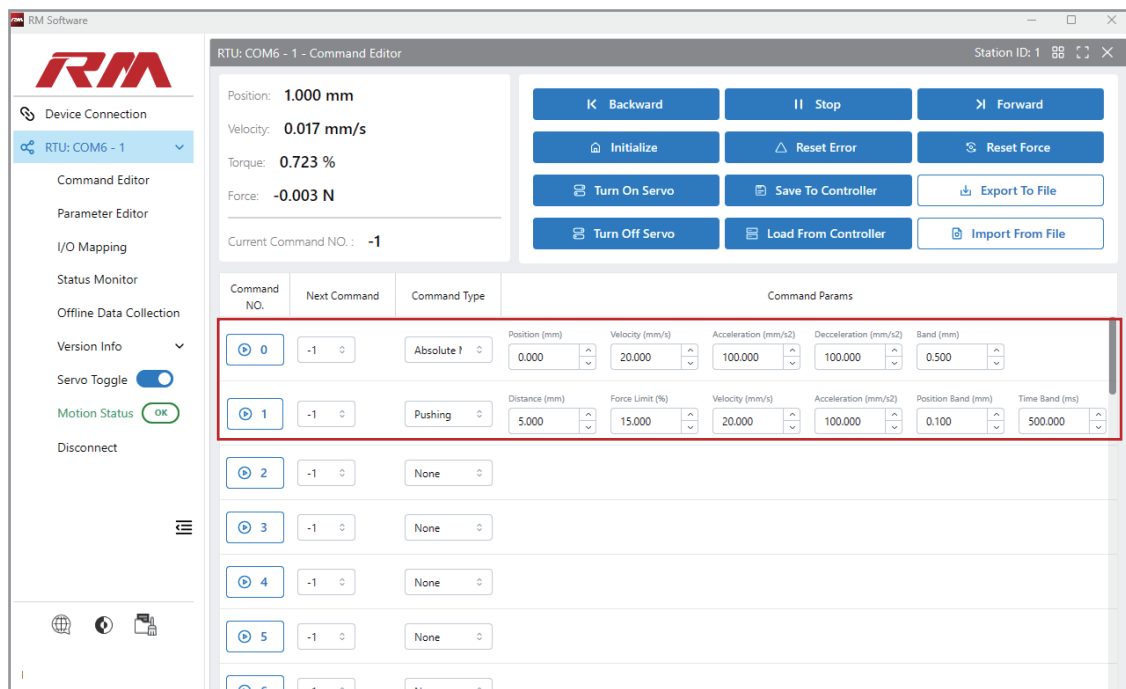 RM RM Software
RTU: COM6 - 1 - Command Editor
Station ID: 1
RM
Device Connection
RTU: COM6 - 1
Command Editor
Parameter Editor
I/O Mapping
Status Monitor
Offline Data Collection
Version Info
Servo Toggle
Motion Status OK
Disconnect
Position: 1.000 mm
Velocity: 0.017 mm/s
Torque: 0.723 %
Force: -0.003 N
Current Command NO. : -1
Backward Stop Forward
Initialize Reset Error Reset Force
Turn On Servo Save To Controller Export To File
Turn Off Servo Load From Controller Import From File
Command NO. Next Command Command Type Command Params
Position (mm) Velocity (mm/s) Acceleration (mm/s2) Decceleration (mm/s2) Band (mm)
0 -1 Absolute 0.000 20.000 100.000 100.000 0.500
Distance (mm) Force Limit (%) Velocity (mm/s) Acceleration (mm/s2) Position Band (mm) Time Band (ms)
1 -1 Pushing 5.000 15.000 20.000 100.000 0.100 500.000
2 -1 None
3 -1 None
4 -1 None
5 -1 None